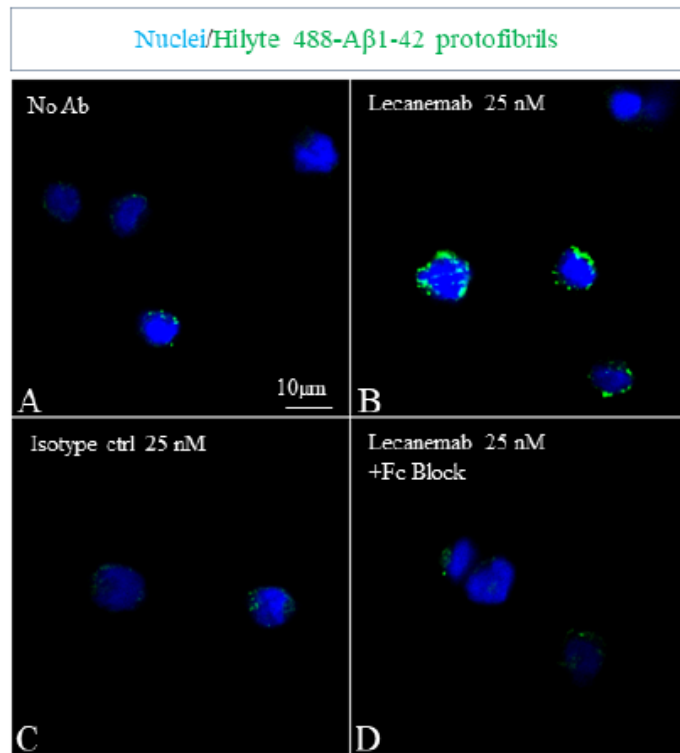 Nuclei/Hilyte 488-Aβ1-42 protofibrils
No Ab
Lecanemab 25 nM
10μm
A
B
Isotype ctrl 25 nM
Lecanemab 25 nM
+Fc Block
C
D